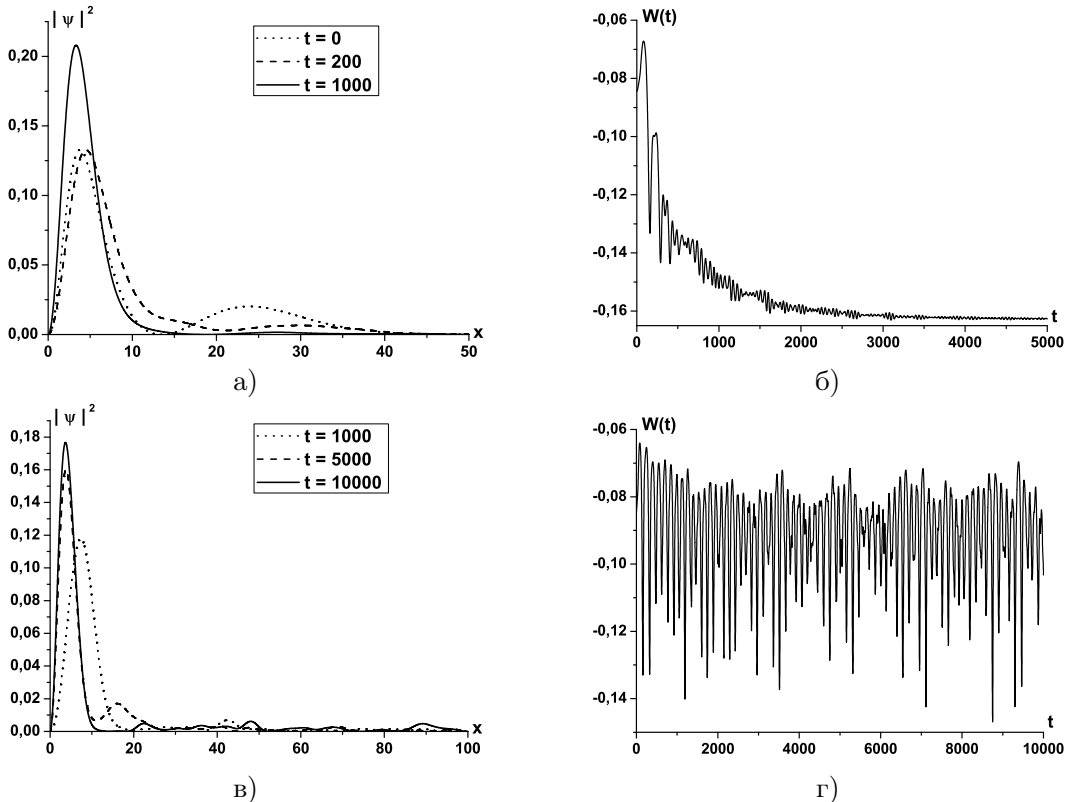 |ψ|²
0,20
0,15
0,10
0,05
0,00
0 10 20 30 40 50
x
t = 0
t = 200
t = 1000
а)
W(t)
-0,06
-0,08
-0,10
-0,12
-0,14
-0,16
0 1000 2000 3000 4000 5000
t
б)
|ψ|²
0,18
0,16
0,14
0,12
0,10
0,08
0,06
0,04
0,02
0,00
0 20 40 60 80 100
x
t = 1000
t = 5000
t = 10000
в)
W(t)
-0,06
-0,08
-0,10
-0,12
-0,14
0 2000 4000 6000 8000 10000
t
г)